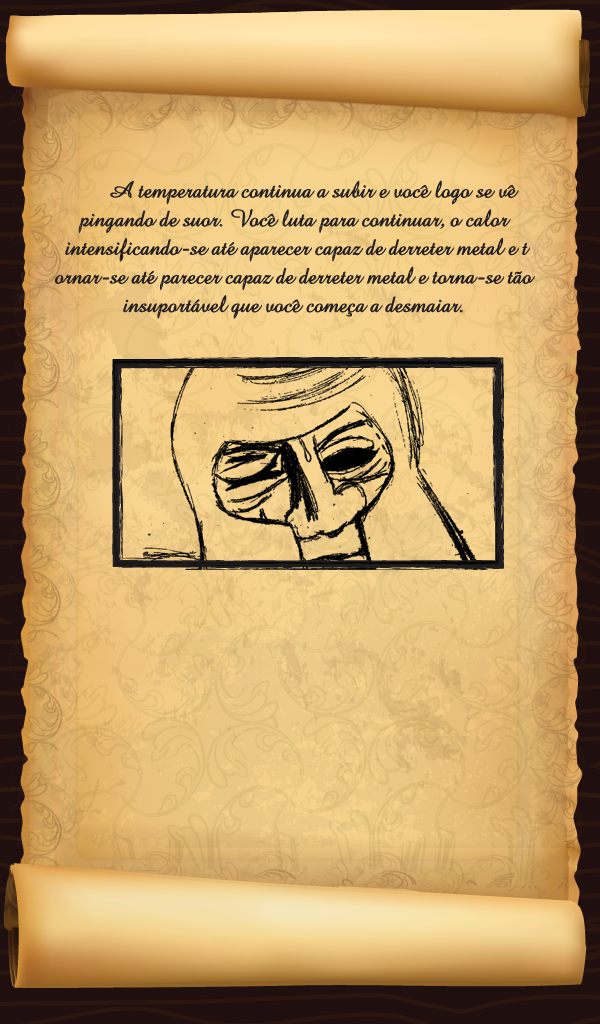 A temperatura continua a subir e você logo se vê
pingando de suor. Você luta para continuar, o calor
intensificando-se até aparecer capaz de derreter metal e t
ornar-se até parecer capaz de derreter metal e torna-se tão
insuportável que você começa a desmaiar.